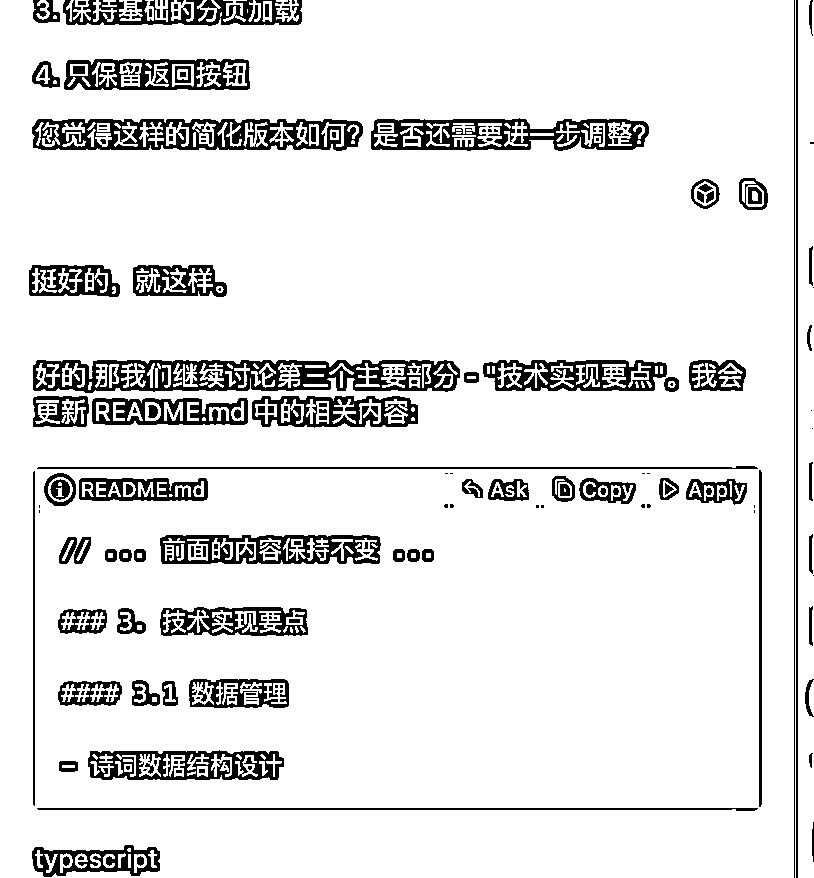 3. 保持基础的分页加载
4. 只保留返回按钮
您觉得这样的简化版本如何？是否还需要进一步调整？
挺好的，就这样。
好的,那我们继续讨论第三个主要部分 - "技术实现要点"。我会
更新 README.md 中的相关内容:
README.md Ask Copy Apply
// ... 前面的内容保持不变 ...
### 3. 技术实现要点
#### 3.1 数据管理
- 诗词数据结构设计
typescript